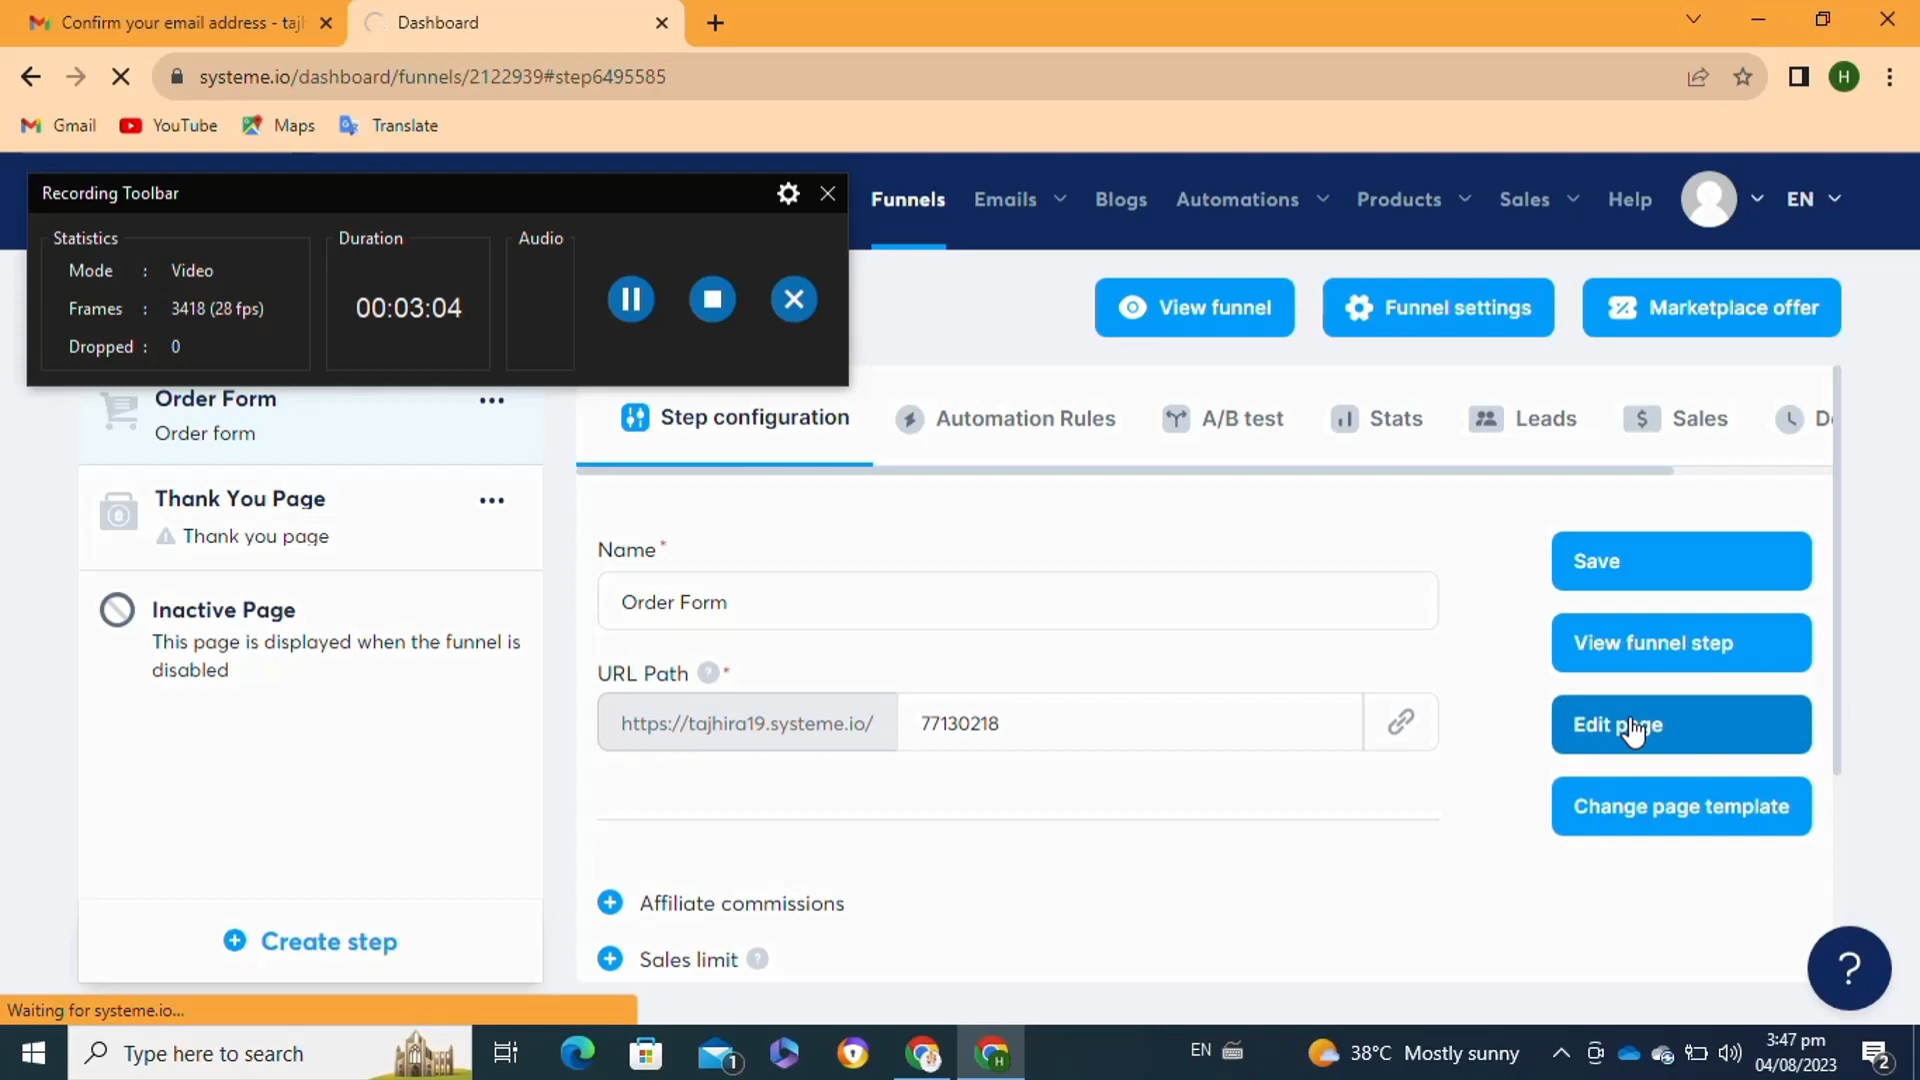 Confirm your email address - taj
Dashboard
systeme.io/dashboard/funnels/2122939#step6495585
H
Gmail
YouTube
Maps
Translate
Recording Toolbar
Statistics
Mode : Video
Frames : 3418 (28 fps)
Dropped : 0
Duration
00:03:04
Audio
Funnels
Emails
Blogs
Automations
Products
Sales
Help
EN
View funnel
Funnel settings
Marketplace offer
Order Form
Order form
Thank You Page
Thank you page
Inactive Page
This page is displayed when the funnel is
disabled
Create step
Step configuration
Automation Rules
A/B test
Stats
Leads
$ Sales
Name*
Order Form
URL Path ? *
https://tajhira19.systeme.io/
77130218
Save
View funnel step
Edit page
Change page template
Affiliate commissions
Sales limit ?
?
Waiting for systeme.io...
Type here to search
1
H
EN
38°C Mostly sunny
3:47 pm
04/08/2023
2